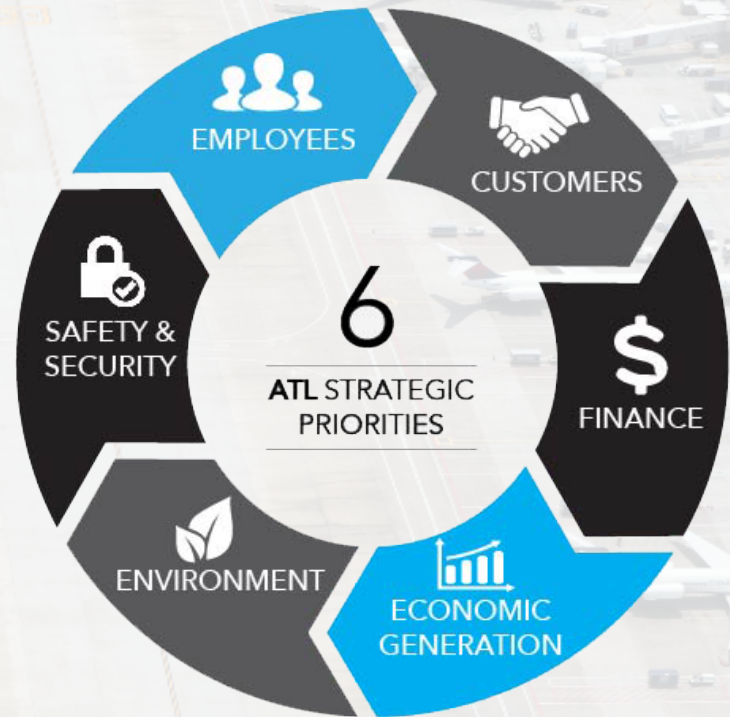 6
ATL STRATEGIC
PRIORITIES
EMPLOYEES
CUSTOMERS
$
FINANCE
ECONOMIC
GENERATION
ENVIRONMENT
SAFETY &
SECURITY